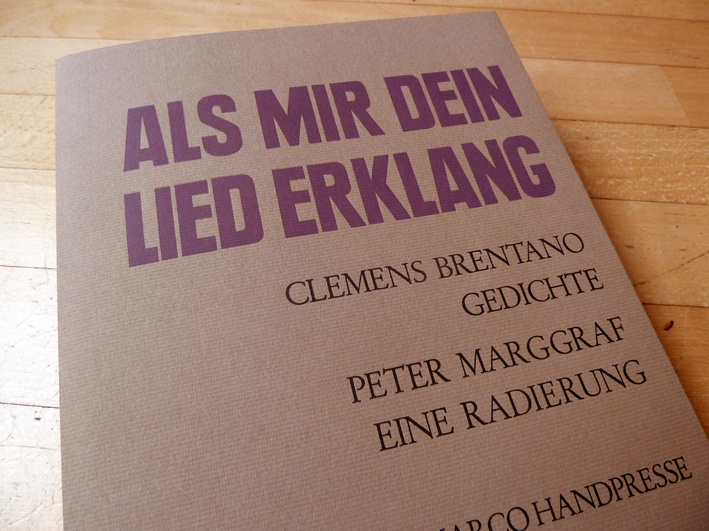 ALS MIR DEIN
LIED ERKLANG
CLEMENS BRENTANO
GEDICHTE
PETER MARGGRAF
EINE RADIERUNG
HANDPRESSE